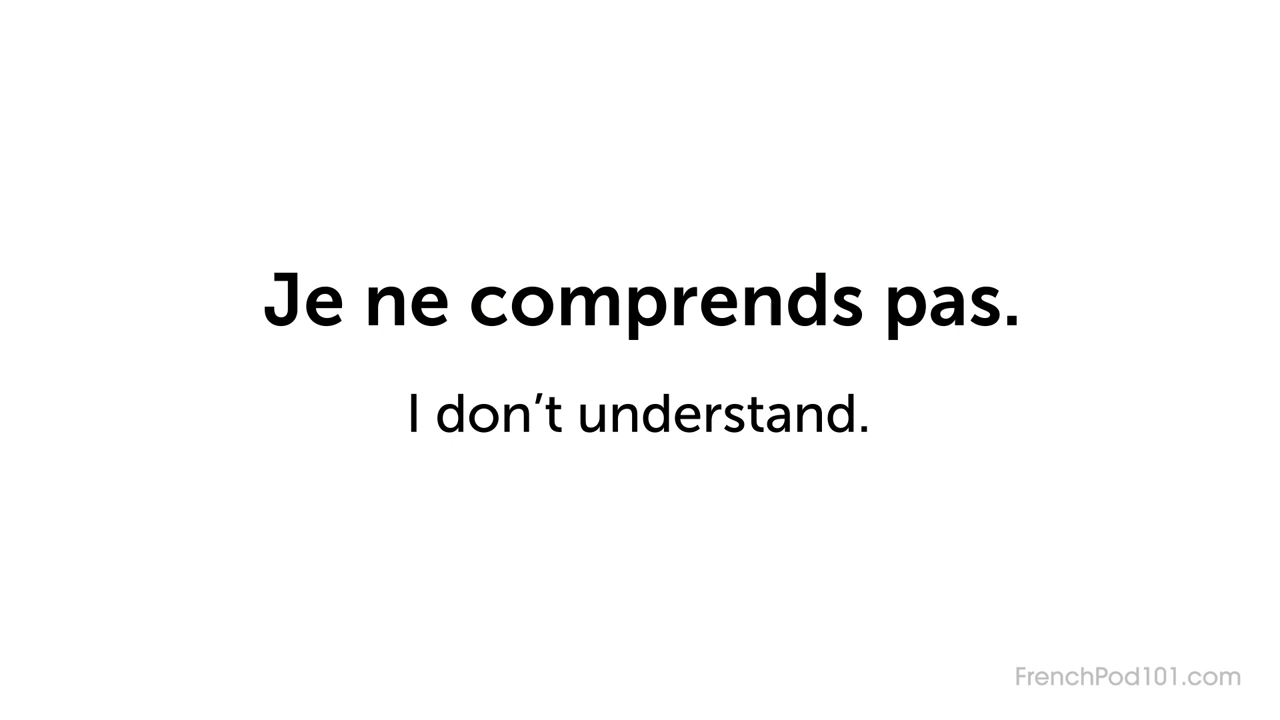 Je ne comprends pas.
I don’t understand.
FrenchPod101.com